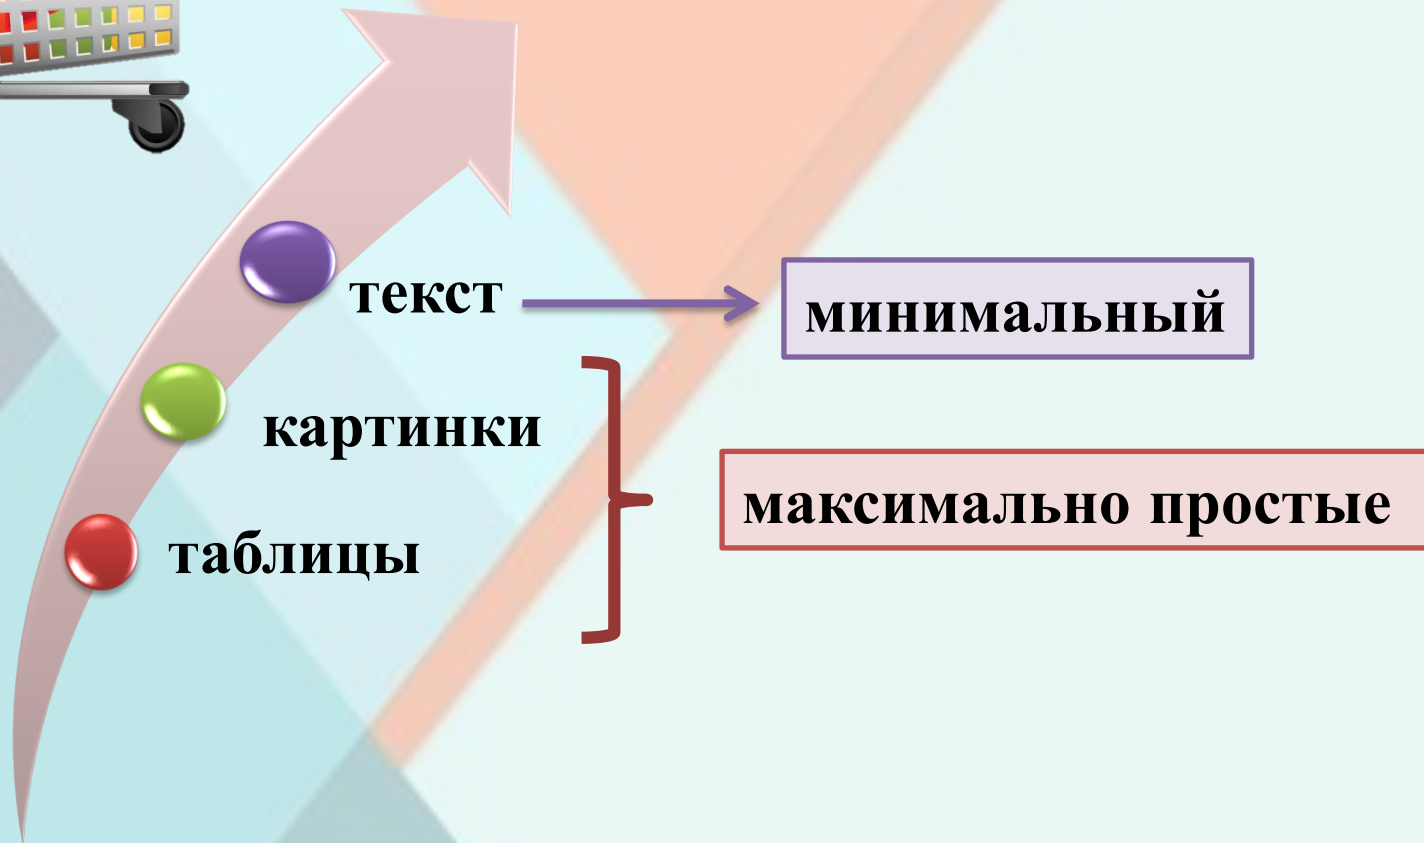 текст
минимальный
картинки
максимально простые
таблицы